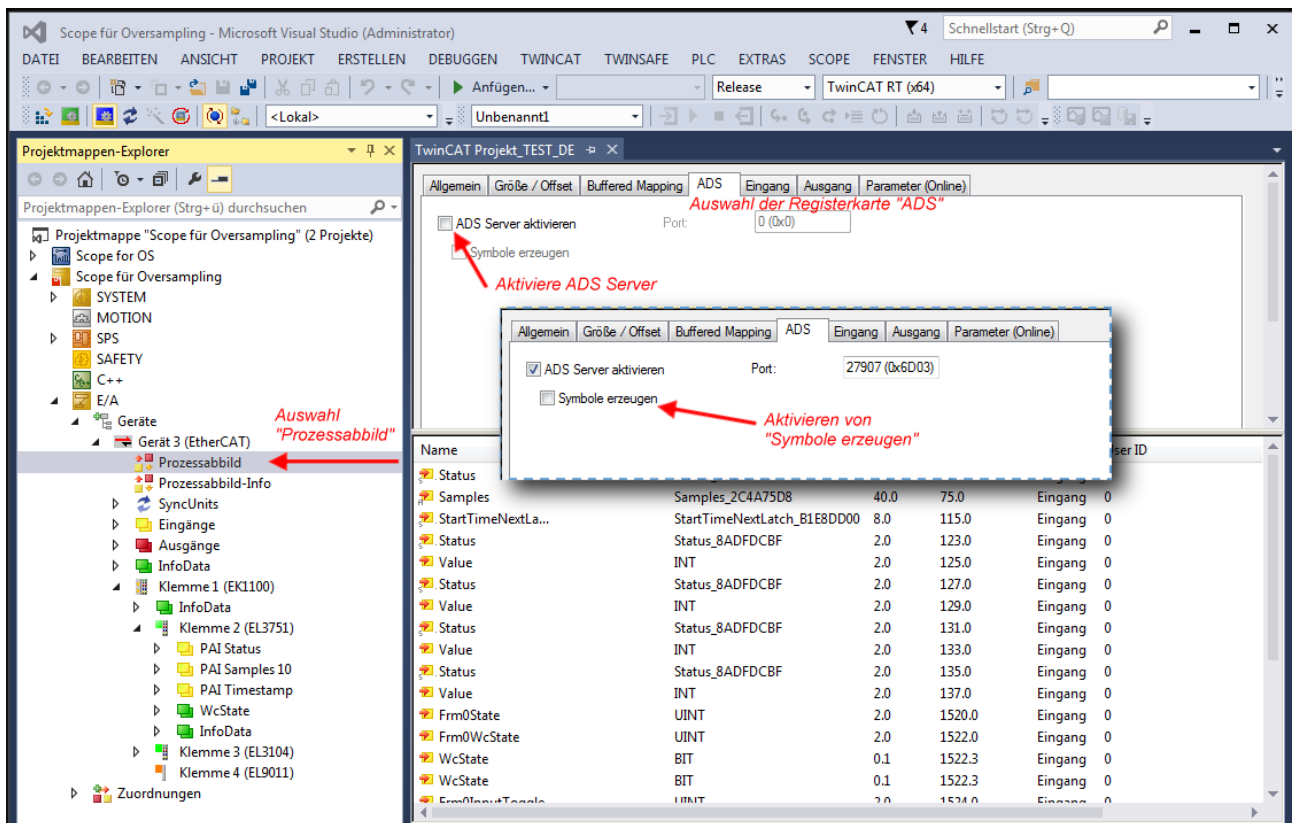 Scope für Oversampling - Microsoft Visual Studio (Administrator)
4
Schnellstart (Strg+Q)
DATEI BEARBEITEN ANSICHT PROJEKT ERSTELLEN DEBUGGEN TWINCAT TWINSAFE PLC EXTRAS SCOPE FENSTER HILFE
Anfügen... Release TwinCAT RT (x64)
<Lokal> Unbenannt1
Projektmappen-Explorer
Projektmappen-Explorer (Strg+ü) durchsuchen
Projektmappe "Scope für Oversampling" (2 Projekte)
Scope for OS
Scope für Oversampling
SYSTEM
MOTION
SPS
SAFETY
C++
E/A
Geräte
Gerät 3 (EtherCAT)
Prozessabbild
Prozessabbild-Info
SyncUnits
Eingänge
Ausgänge
InfoData
Klemme 1 (EK1100)
InfoData
Klemme 2 (EL3751)
PAI Status
PAI Samples 10
PAI Timestamp
WcState
InfoData
Klemme 3 (EL3104)
Klemme 4 (EL9011)
Zuordnungen
Auswahl
"Prozessabbild"
TwinCAT Projekt_TEST_DE
Allgemein Größe / Offset Buffered Mapping ADS Eingang Ausgang Parameter (Online)
Auswahl der Registerkarte "ADS"
ADS Server aktivieren Port: 0 (0x0)
Symbole erzeugen
Aktiviere ADS Server
Allgemein Größe / Offset Buffered Mapping ADS Eingang Ausgang Parameter (Online)
ADS Server aktivieren Port: 27907 (0x6D03)
Symbole erzeugen
Aktivieren von
"Symbole erzeugen"
Name ser ID
Status
Samples Samples_2C4A75D8 40.0 75.0 Eingang 0
StartTimeNextLa... StartTimeNextLatch_B1E8DD00 8.0 115.0 Eingang 0
Status Status_8ADFDCBF 2.0 123.0 Eingang 0
Value INT 2.0 125.0 Eingang 0
Status Status_8ADFDCBF 2.0 127.0 Eingang 0
Value INT 2.0 129.0 Eingang 0
Status Status_8ADFDCBF 2.0 131.0 Eingang 0
Value INT 2.0 133.0 Eingang 0
Status Status_8ADFDCBF 2.0 135.0 Eingang 0
Value INT 2.0 137.0 Eingang 0
Frm0State UINT 2.0 1520.0 Eingang 0
Frm0WcState UINT 2.0 1522.0 Eingang 0
WcState BIT 0.1 1522.3 Eingang 0
WcState BIT 0.1 1522.3 Eingang 0
Frm0InputToggle UINT 2.0 1524.0 Eingang 0